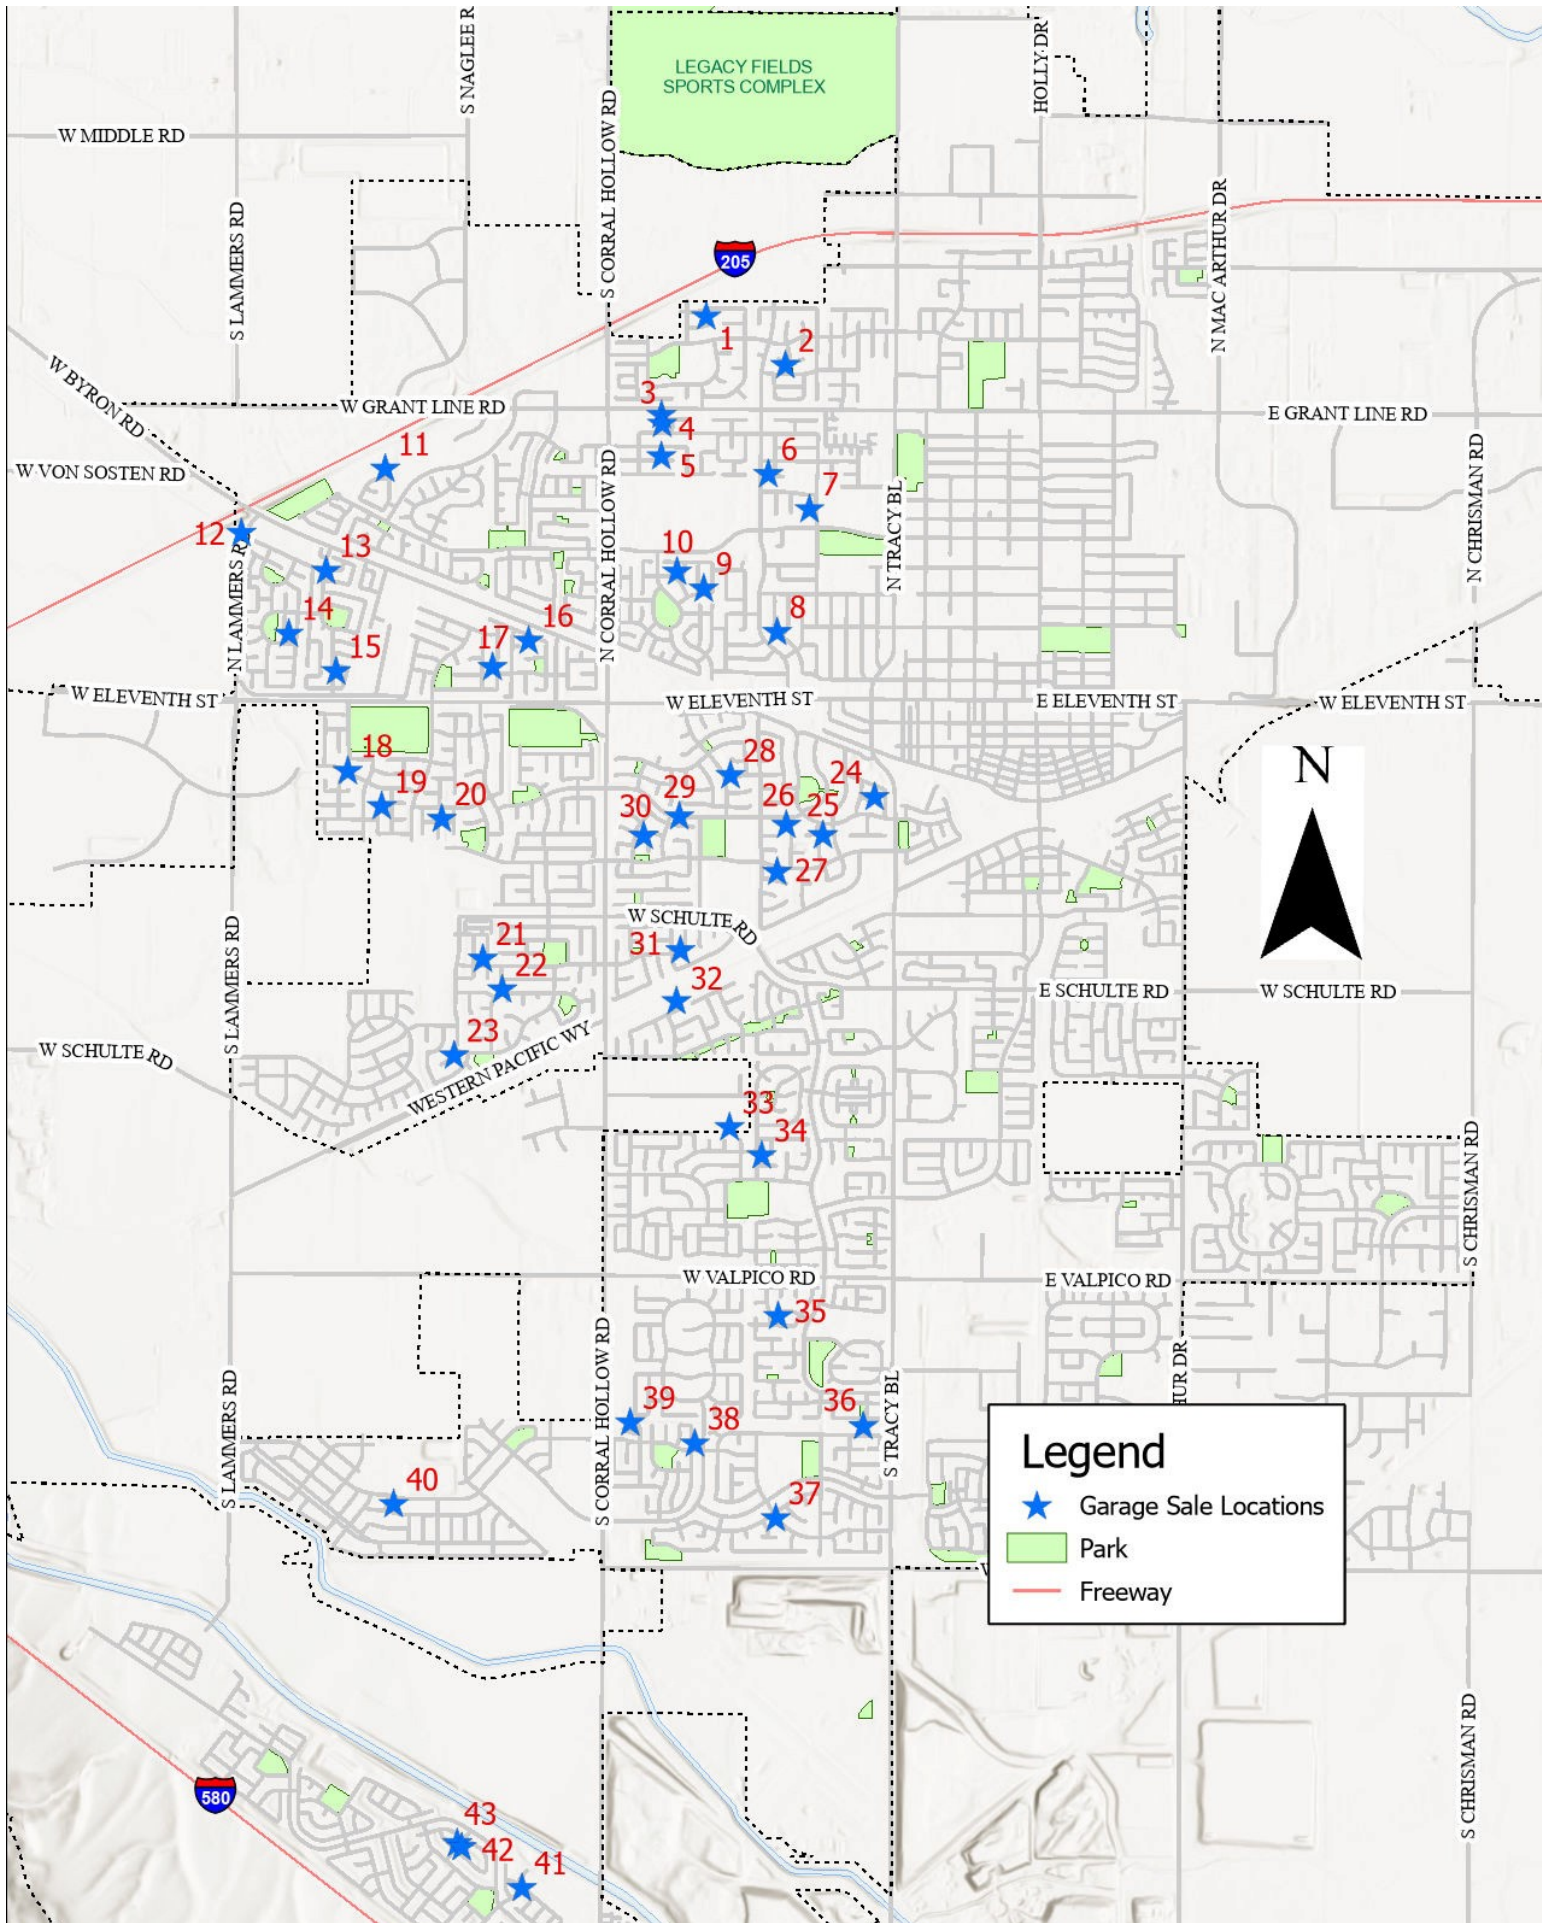 S NAGLEE R
HOLLY DR
LEGACY FIELDS
SPORTS COMPLEX
W MIDDLE RD
S CORRAL HOLLOW RD
S LAMMERS RD
N MAC ARTHUR DR
205
1
2
W BYRON RD
3
W GRANT LINE RD
E GRANT LINE RD
4
11
5
6
W VON SOSTEN RD
7
N CORRAL HOLLOW RD
N TRACY BL
N CHRISMAN RD
12
13
10
9
N LAMMERS R
14
16
8
17
15
W ELEVENTH ST
W ELEVENTH ST
E ELEVENTH ST
W ELEVENTH ST
N
18
28
24
19
20
29
26
25
30
27
W SCHULTE RD
S LAMMERS RD
21
31
22
32
E SCHULTE RD
W SCHULTE RD
23
W SCHULTE RD
WESTERN PACIFIC WY
33
34
S CHRISMAN RD
W VALPICO RD
E VALPICO RD
35
S CORRAL HOLLOW RD
HUR DR
S LAMMERS RD
S TRACY BL
39
38
36
40
37
Legend
Garage Sale Locations
Park
Freeway
S CHRISMAN RD
580
43
42
41